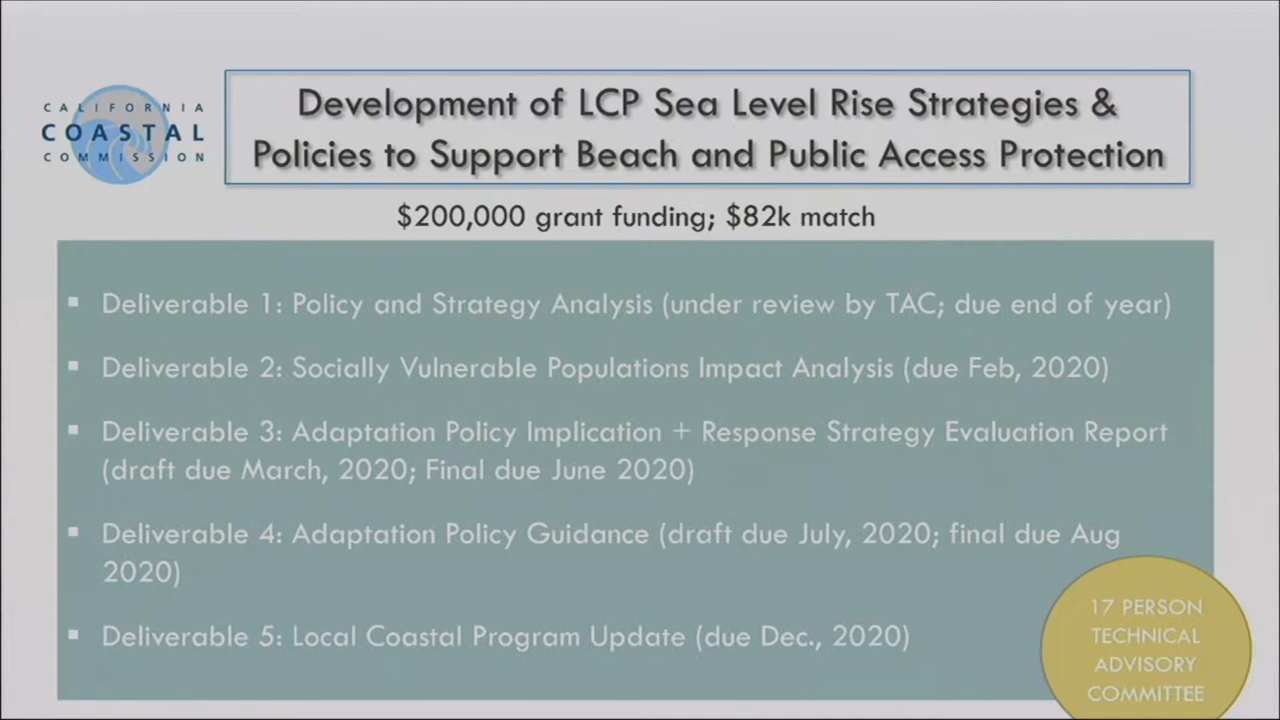 CALIFORNIA
COASTAL
COMMISSION
Development of LCP Sea Level Rise Strategies &
Policies to Support Beach and Public Access Protection
$200,000 grant funding; $82k match
▪ Deliverable 1: Policy and Strategy Analysis (under review by TAC; due end of year)
▪ Deliverable 2: Socially Vulnerable Populations Impact Analysis (due Feb, 2020)
▪ Deliverable 3: Adaptation Policy Implication + Response Strategy Evaluation Report
(draft due March, 2020; Final due June 2020)
▪ Deliverable 4: Adaptation Policy Guidance (draft due July, 2020; final due Aug
2020)
▪ Deliverable 5: Local Coastal Program Update (due Dec., 2020)
17 PERSON
TECHNICAL
ADVISORY
COMMITTEE